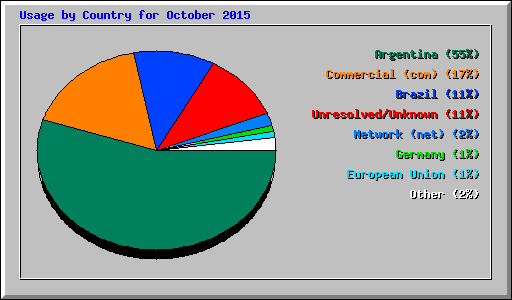 Usage by Country for October 2015
Argentina (55%)
Commercial (com) (17%)
Brazil (11%)
Unresolved/Unknown (11%)
Network (net) (2%)
Germany (1%)
European Union (1%)
Other (2%)